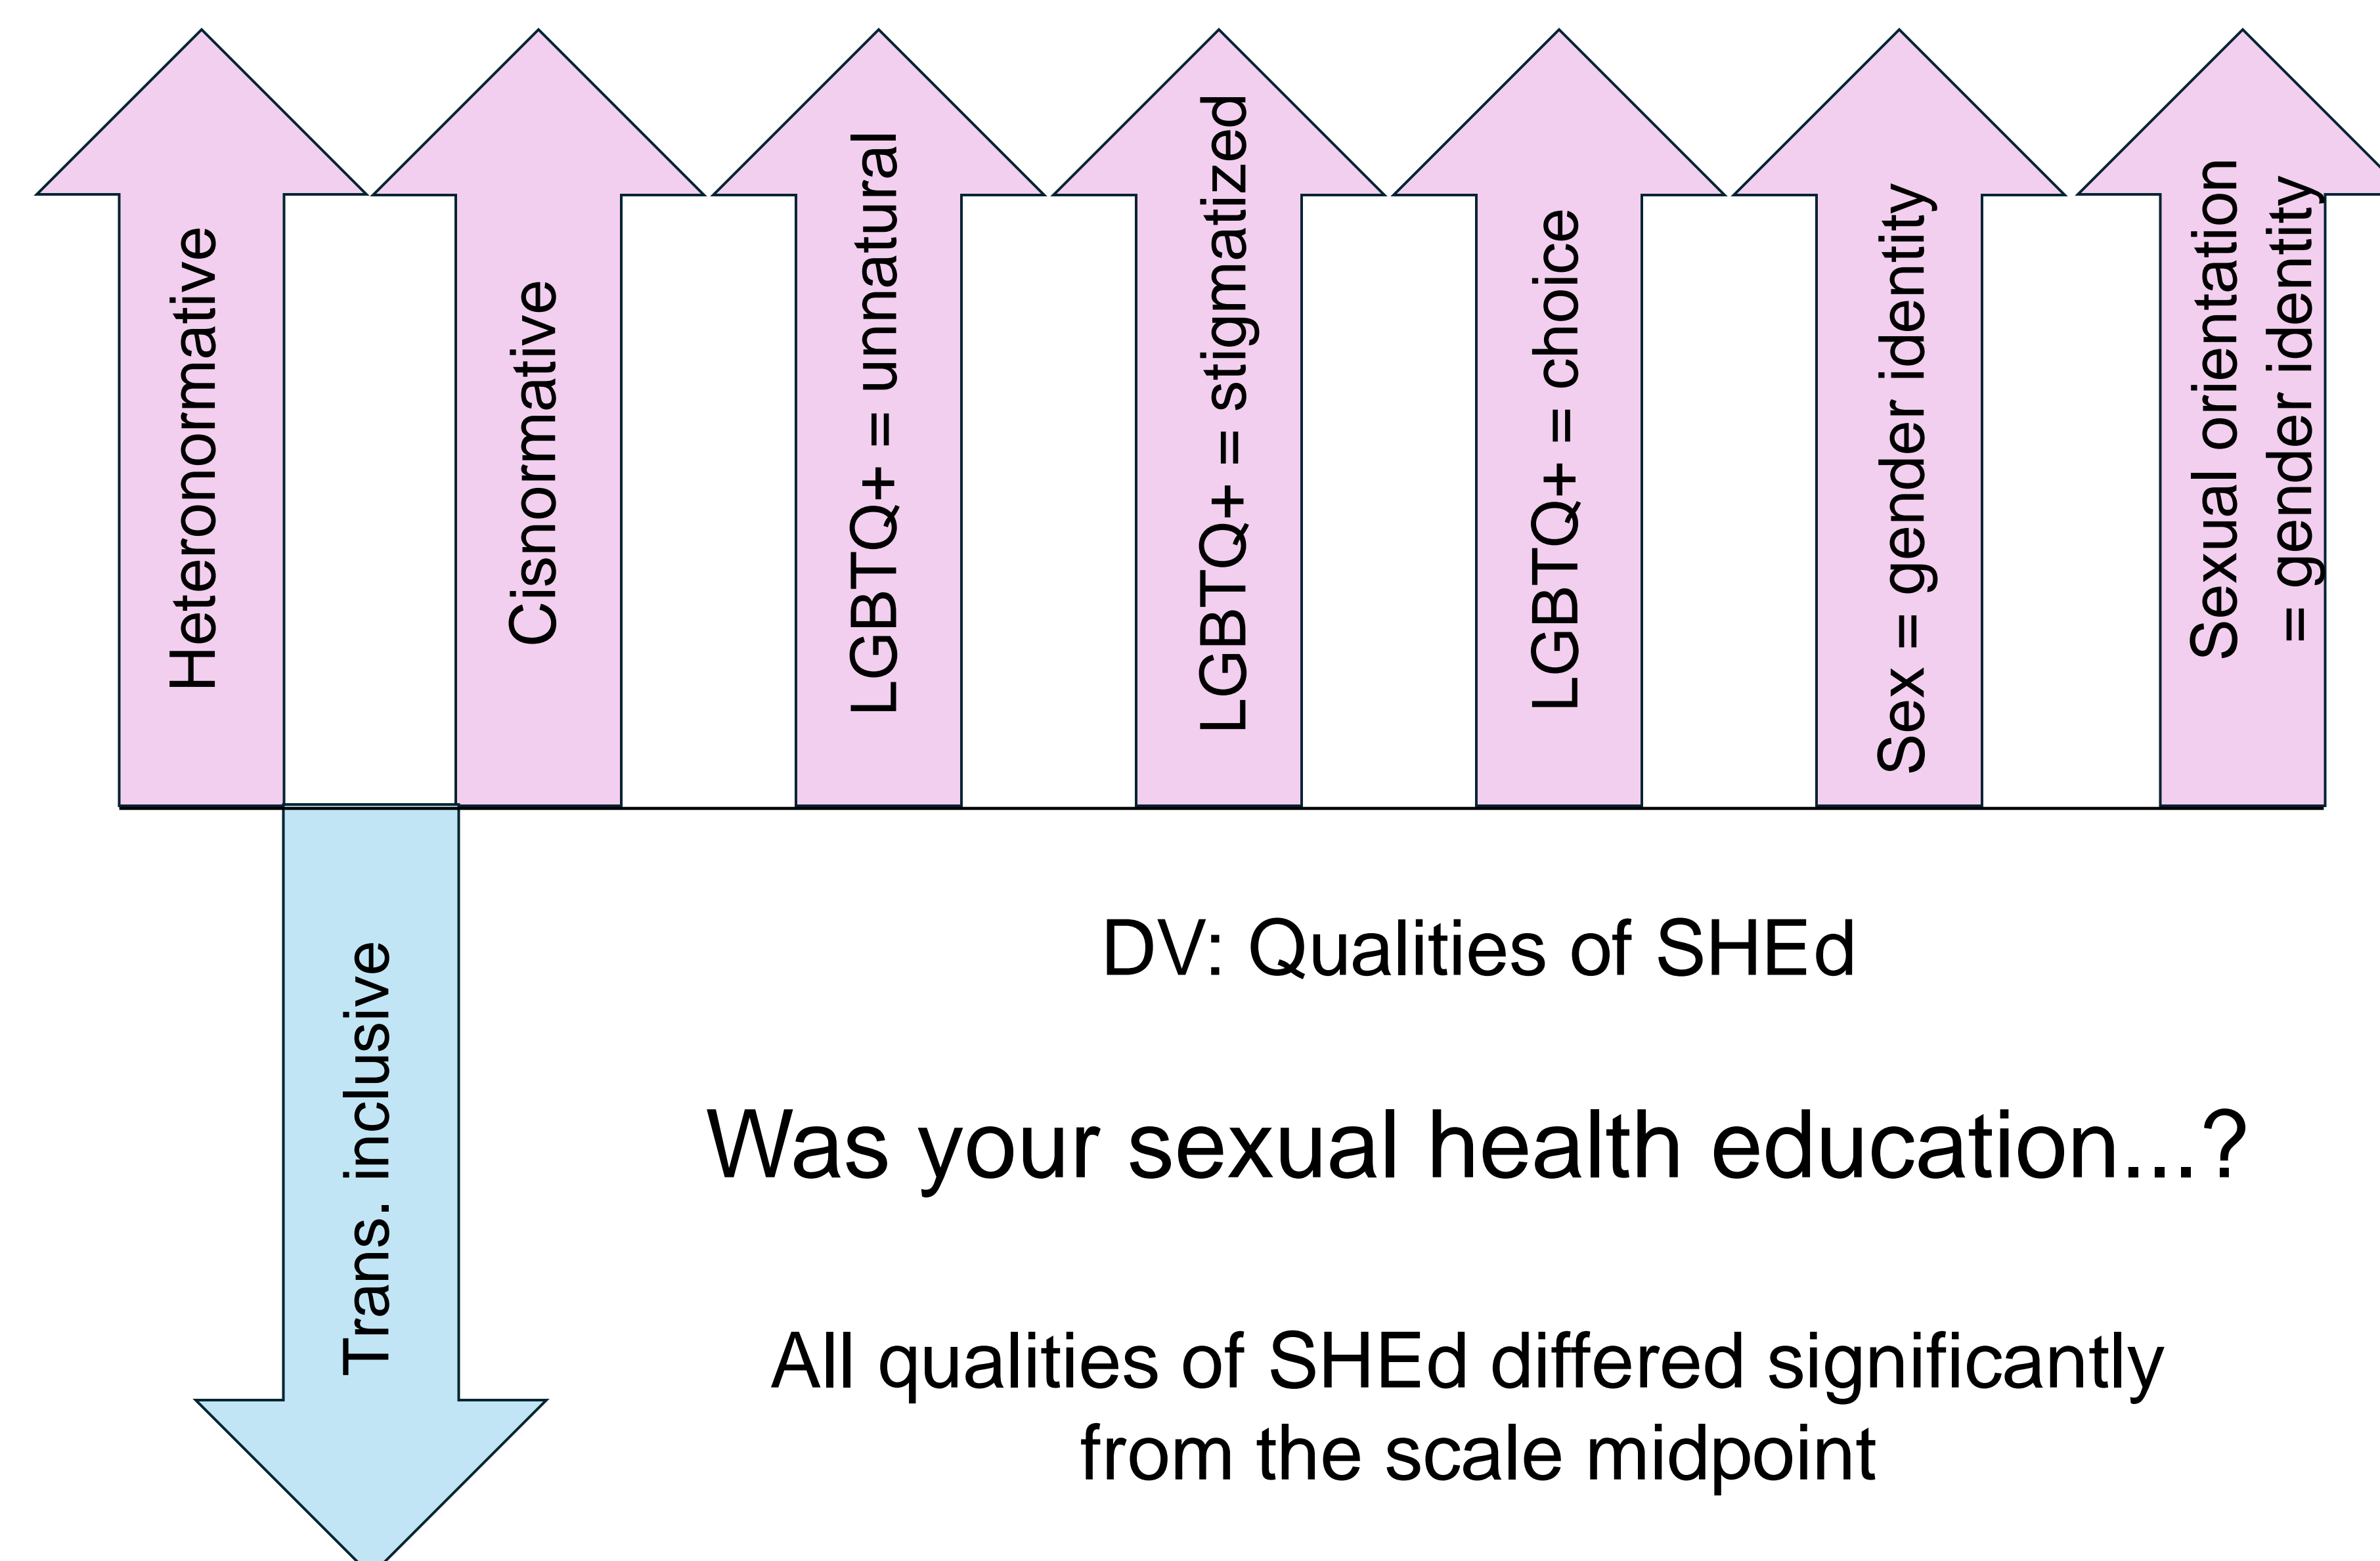 Heteronormative
Cisnormative
LGBTQ+ = unnatural
LGBTQ+ = stigmatized
LGBTQ+ = choice
Sex = gender identity
Sexual orientation
= gender identity
Trans. inclusive
DV: Qualities of SHEd
Was your sexual health education...?
All qualities of SHEd differed significantly
from the scale midpoint